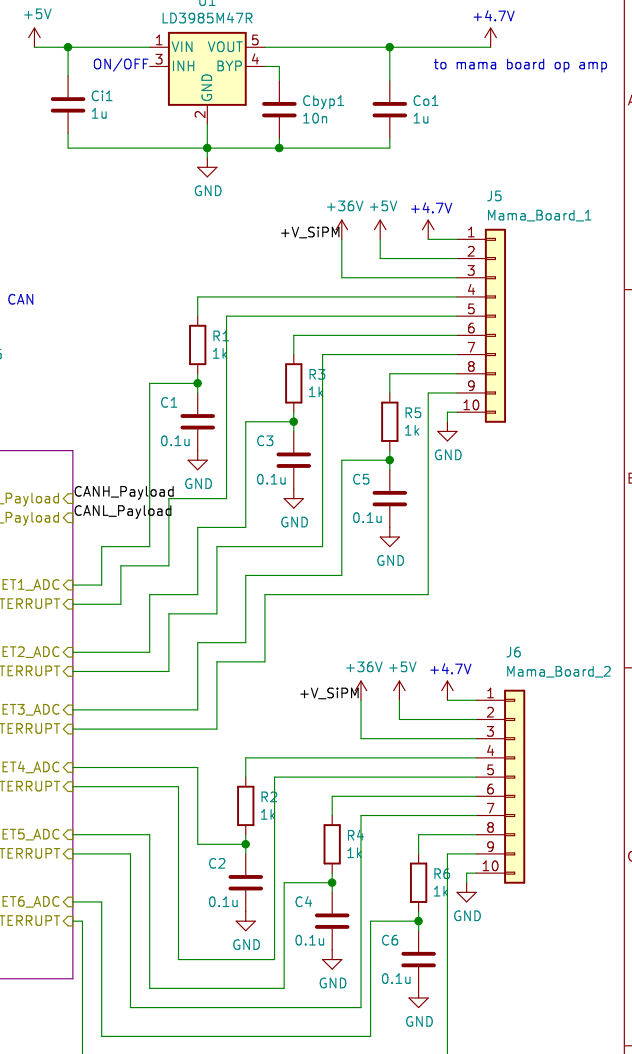 U1
LD3985M47R
+5V
+4.7V
1 VIN VOUT 5
ON/OFF 3 INH BYP 4
GND
2
to mama board op amp
Ci1
1u
Cbyp1
10n
Co1
1u
GND
A
J5
Mama_Board_1
+36V +5V +4.7V
+V_SiPM
1
2
3
4
5
6
7
8
9
10
GND
CAN
R1
1k
C1
0.1u
GND
R3
1k
C3
0.1u
GND
R5
1k
C5
0.1u
GND
B
_Payload CANH_Payload
_Payload CANL_Payload
ET1_ADC
TERRUPT
ET2_ADC
TERRUPT
ET3_ADC
TERRUPT
ET4_ADC
TERRUPT
ET5_ADC
TERRUPT
ET6_ADC
TERRUPT
J6
Mama_Board_2
+36V +5V +4.7V
+V_SiPM
1
2
3
4
5
6
7
8
9
10
GND
R2
1k
C2
0.1u
GND
R4
1k
C4
0.1u
GND
R6
1k
C6
0.1u
GND